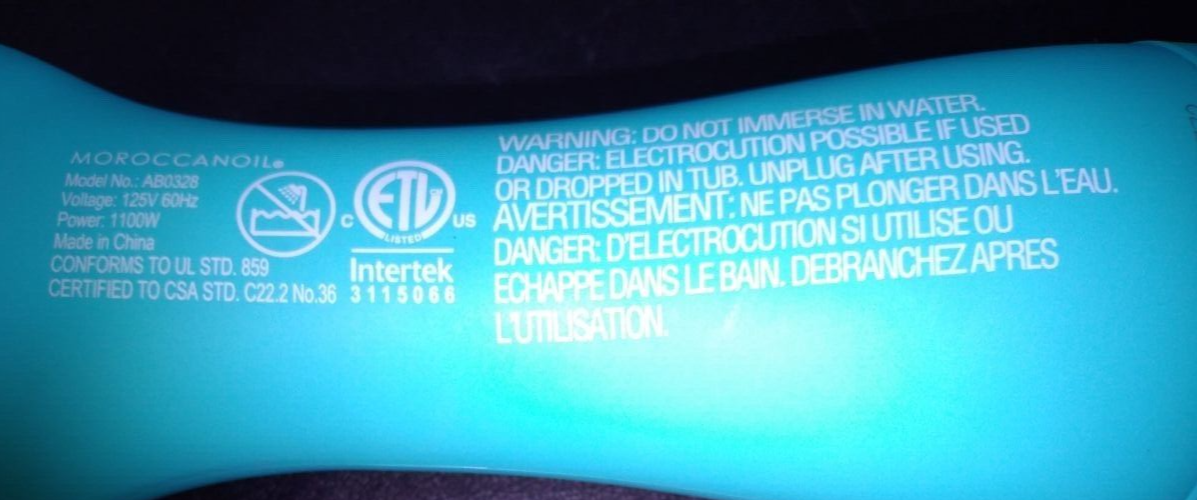 MOROCCANOIL®
Model No.: AB0328
Voltage: 125V 60Hz
Power: 1100W
Made in China
CONFORMS TO UL STD. 859
CERTIFIED TO CSA STD. C22.2 No.36
C ETL US
LISTED
Intertek
3115066
WARNING: DO NOT IMMERSE IN WATER.
DANGER: ELECTROCUTION POSSIBLE IF USED
OR DROPPED IN TUB. UNPLUG AFTER USING.
AVERTISSEMENT: NE PAS PLONGER DANS L'EAU.
DANGER: D'ELECTROCUTION SI UTILISE OU
ECHAPPE DANS LE BAIN. DEBRANCHEZ APRES
L'UTILISATION.